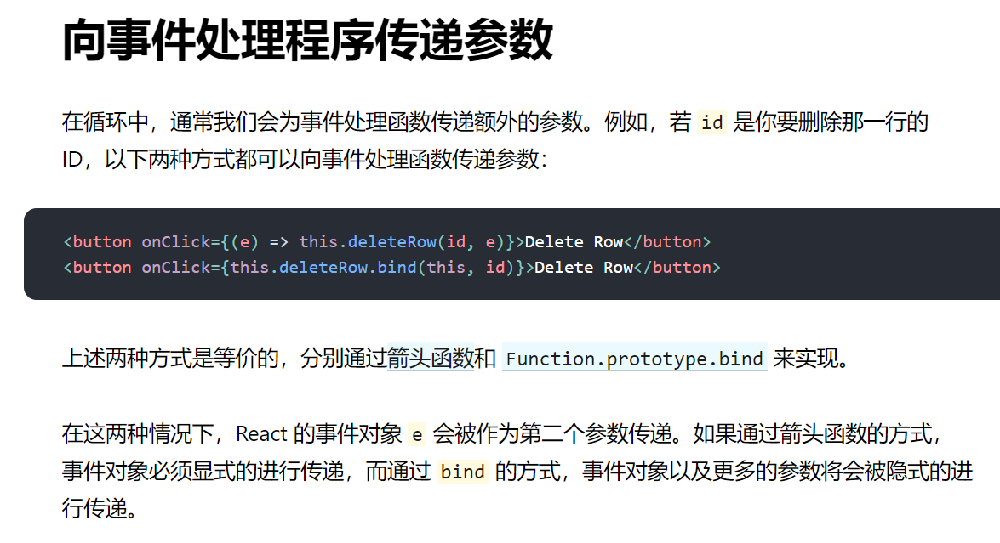 向事件处理程序传递参数
在循环中，通常我们会为事件处理函数传递额外的参数。例如，若 id 是你要删除那一行的
ID，以下两种方式都可以向事件处理函数传递参数：
<button onClick={(e) => this.deleteRow(id, e)}>Delete Row</button>
<button onClick={this.deleteRow.bind(this, id)}>Delete Row</button>
上述两种方式是等价的，分别通过箭头函数和 Function.prototype.bind 来实现。
在这两种情况下，React 的事件对象 e 会被作为第二个参数传递。如果通过箭头函数的方式，
事件对象必须显式的进行传递，而通过 bind 的方式，事件对象以及更多的参数将会被隐式的进
行传递。